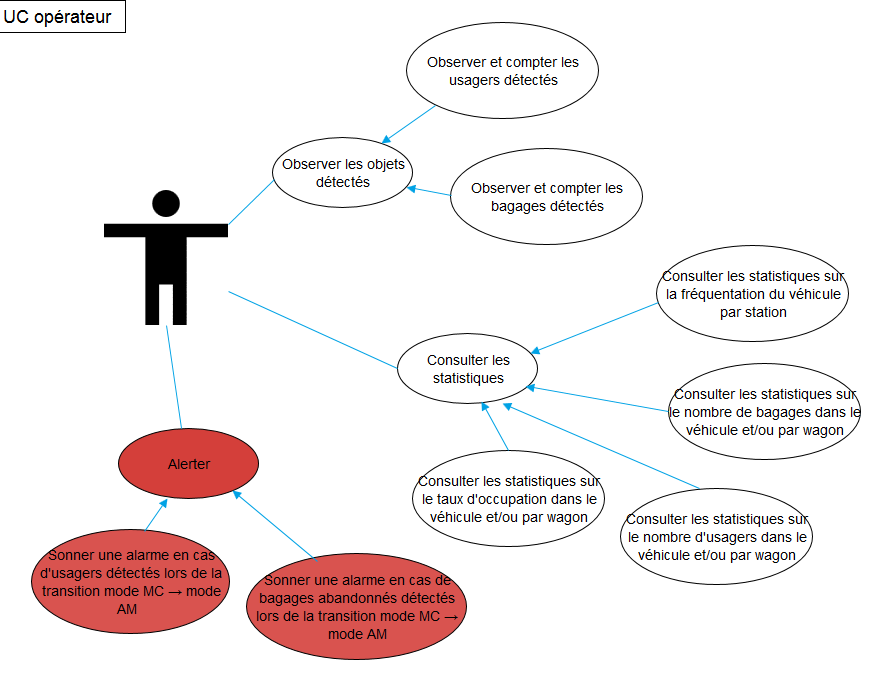 UC opérateur
Observer et compter les
usagers détectés
Observer les objets
détectés
Observer et compter les
bagages détectés
Consulter les statistiques sur
la fréquentation du véhicule
par station
Consulter les
statistiques
Consulter les statistiques sur
le nombre de bagages dans le
véhicule et/ou par wagon
Alerter
Consulter les statistiques sur
le taux d'occupation dans le
véhicule et/ou par wagon
Consulter les statistiques sur
le nombre d'usagers dans le
véhicule et/ou par wagon
Sonner une alarme en cas
d'usagers détectés lors de la
transition mode MC → mode
AM
Sonner une alarme en cas de
bagages abandonnés détectés
lors de la transition mode MC →
mode AM